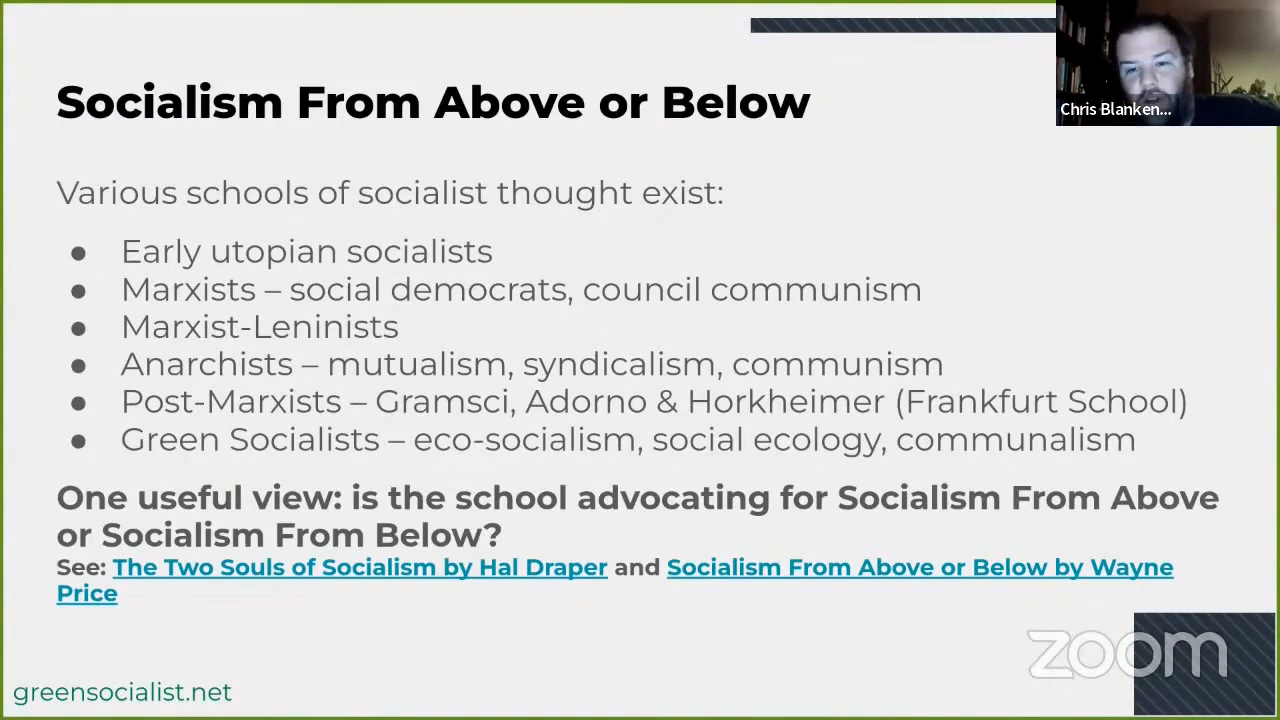 Socialism From Above or Below
Chris Blanken...
Various schools of socialist thought exist:
● Early utopian socialists
● Marxists – social democrats, council communism
● Marxist-Leninists
● Anarchists – mutualism, syndicalism, communism
● Post-Marxists – Gramsci, Adorno & Horkheimer (Frankfurt School)
● Green Socialists – eco-socialism, social ecology, communalism
One useful view: is the school advocating for Socialism From Above
or Socialism From Below?
See: The Two Souls of Socialism by Hal Draper and Socialism From Above or Below by Wayne
Price
zoom
greensocialist.net